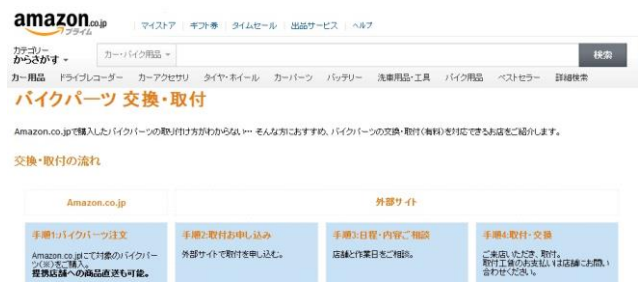 amazon.co.jp
プライム
マイストア ギフト券 タイムセール 出品サービス ヘルプ
カテゴリー
からさがす
カー・バイク用品
検索
カー用品 ドライブレコーダー カーアクセサリ タイヤ・ホイール カーパーツ バッテリー 洗車用品・工具 バイク用品 ベストセラー 詳細検索
バイクパーツ 交換・取付
Amazon.co.jpで購入したバイクパーツの取り付け方がわからない… そんな方におすすめ、バイクパーツの交換・取付(有料)を対応できるお店をご紹介します。
交換・取付の流れ
Amazon.co.jp 外部サイト
手順1:バイクパーツ注文
Amazon.co.jpにて対象のバイクパー
ツ(※)をご購入。
提携店舗への商品直送も可能。
手順2:取付お申し込み
外部サイトで取付を申し込む。
手順3:日程・内容ご相談
店舗と作業日をご相談。
手順4:取付・交換
ご来店いただき、取付。
取付工賃のお支払いは店舗にお問い
合わせください。